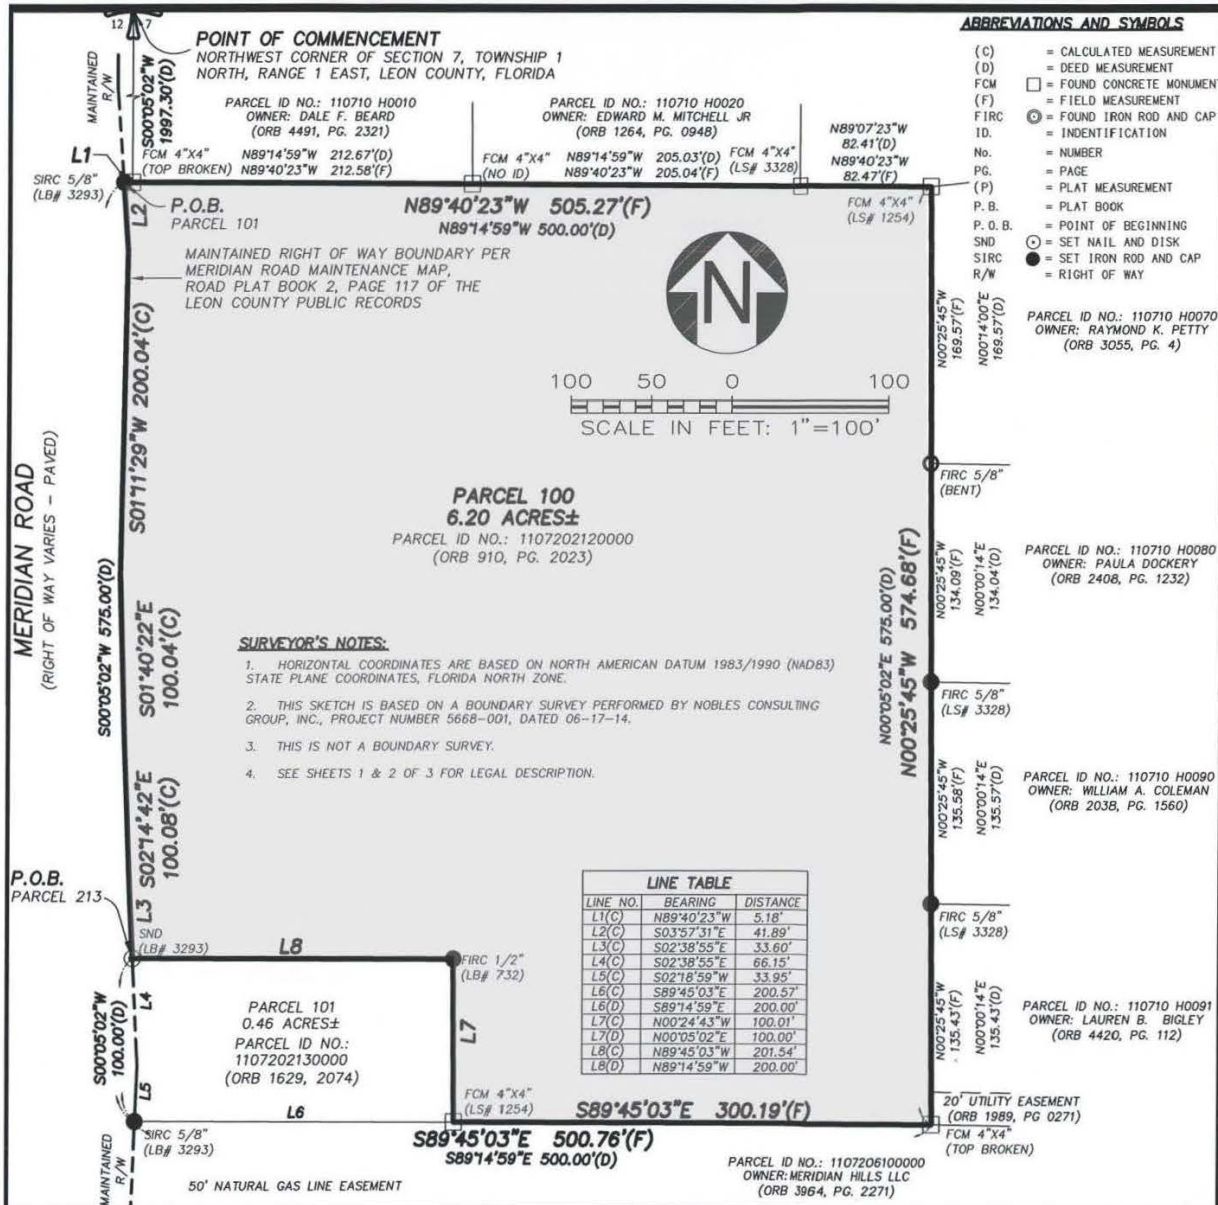 12 7
POINT OF COMMENCEMENT
NORTHWEST CORNER OF SECTION 7, TOWNSHIP 1
NORTH, RANGE 1 EAST, LEON COUNTY, FLORIDA
MAINTAINED
R/W
S00°05'02"W
1997.30'(D)
PARCEL ID NO.: 110710 H0010
OWNER: DALE F. BEARD
(ORB 4491, PG. 2321)
PARCEL ID NO.: 110710 H0020
OWNER: EDWARD M. MITCHELL JR
(ORB 1264, PG. 0948)
N89°07'23"W
82.41'(D)
N89°40'23"W
82.47'(F)
L1
FCM 4"X4"
(TOP BROKEN)
N89°14'59"W 212.67'(D)
N89°40'23"W 212.58'(F)
FCM 4"X4"
(NO ID)
N89°14'59"W 205.03'(D)
N89°40'23"W 205.04'(F)
FCM 4"X4"
(LS# 3328)
SIRC 5/8"
(LB# 3293)
L2
P.O.B.
PARCEL 101
N89°40'23"W 505.27'(F)
N89°14'59"W 500.00'(D)
FCM 4"X4"
(LS# 1254)
ABBREVIATIONS AND SYMBOLS
(C) = CALCULATED MEASUREMENT
(D) = DEED MEASUREMENT
FCM = FOUND CONCRETE MONUMENT
(F) = FIELD MEASUREMENT
FIRC = FOUND IRON ROD AND CAP
ID. = INDENTIFICATION
No. = NUMBER
PG. = PAGE
(P) = PLAT MEASUREMENT
P.B. = PLAT BOOK
P.O.B. = POINT OF BEGINNING
SND = SET NAIL AND DISK
SIRC = SET IRON ROD AND CAP
R/W = RIGHT OF WAY
MAINTAINED RIGHT OF WAY BOUNDARY PER
MERIDIAN ROAD MAINTENANCE MAP,
ROAD PLAT BOOK 2, PAGE 117 OF THE
LEON COUNTY PUBLIC RECORDS
N
100 50 0 100
SCALE IN FEET: 1"=100'
S01°11'29"W 200.04'(C)
N00°25'45"W
169.57'(F)
N00°14'00"E
169.57'(D)
PARCEL ID NO.: 110710 H0070
OWNER: RAYMOND K. PETTY
(ORB 3055, PG. 4)
MERIDIAN ROAD
(RIGHT OF WAY VARIES - PAVED)
S00°05'02"W 575.00'(D)
PARCEL 100
6.20 ACRES±
PARCEL ID NO.: 1107202120000
(ORB 910, PG. 2023)
FIRC 5/8"
(BENT)
N00°05'02"E 575.00'(D)
N00°25'45"W 574.68'(F)
N00°25'45"W
134.09'(F)
N00°00'14"E
134.04'(D)
PARCEL ID NO.: 110710 H0080
OWNER: PAULA DOCKERY
(ORB 2408, PG. 1232)
S01°40'22"E
100.04'(C)
SURVEYOR'S NOTES:
1. HORIZONTAL COORDINATES ARE BASED ON NORTH AMERICAN DATUM 1983/1990 (NAD83)
STATE PLANE COORDINATES, FLORIDA NORTH ZONE.
2. THIS SKETCH IS BASED ON A BOUNDARY SURVEY PERFORMED BY NOBLES CONSULTING
GROUP, INC., PROJECT NUMBER 5668-001, DATED 06-17-14.
3. THIS IS NOT A BOUNDARY SURVEY.
4. SEE SHEETS 1 & 2 OF 3 FOR LEGAL DESCRIPTION.
FIRC 5/8"
(LS# 3328)
N00°25'45"W
135.58'(F)
N00°00'14"E
135.57'(D)
PARCEL ID NO.: 110710 H0090
OWNER: WILLIAM A. COLEMAN
(ORB 2038, PG. 1560)
S02°14'42"E
100.08'(C)
P.O.B.
PARCEL 213
L3
SND
(LB# 3293)
L8
FIRC 1/2"
(LB# 732)
LINE TABLE
LINE NO. BEARING DISTANCE
L1(C) N89°40'23"W 5.18'
L2(C) S03°57'31"E 41.89'
L3(C) S02°38'55"E 33.60'
L4(C) S02°38'55"E 66.15'
L5(C) S02°18'59"W 33.95'
L6(C) S89°45'03"E 200.57'
L6(D) S89°14'59"E 200.00'
L7(C) N00°24'43"W 100.01'
L7(D) N00°05'02"E 100.00'
L8(C) N89°45'03"W 201.54'
L8(D) N89°14'59"W 200.00'
FIRC 5/8"
(LS# 3328)
S00°05'02"W
100.00'(D)
L4
L5
PARCEL 101
0.46 ACRES±
PARCEL ID NO.:
1107202130000
(ORB 1629, 2074)
L7
N00°25'45"W
135.43'(F)
N00°00'14"E
135.43'(D)
PARCEL ID NO.: 110710 H0091
OWNER: LAUREN B. BIGLEY
(ORB 4420, PG. 112)
FCM 4"X4"
(LS# 1254)
L6
S89°45'03"E 300.19'(F)
20' UTILITY EASEMENT
(ORB 1989, PG 0271)
FCM 4"X4"
(TOP BROKEN)
SIRC 5/8"
(LB# 3293)
S89°45'03"E 500.76'(F)
S89°14'59"E 500.00'(D)
MAINTAINED
R/W
50' NATURAL GAS LINE EASEMENT
PARCEL ID NO.: 1107206100000
OWNER: MERIDIAN HILLS LLC
(ORB 3964, PG. 2271)